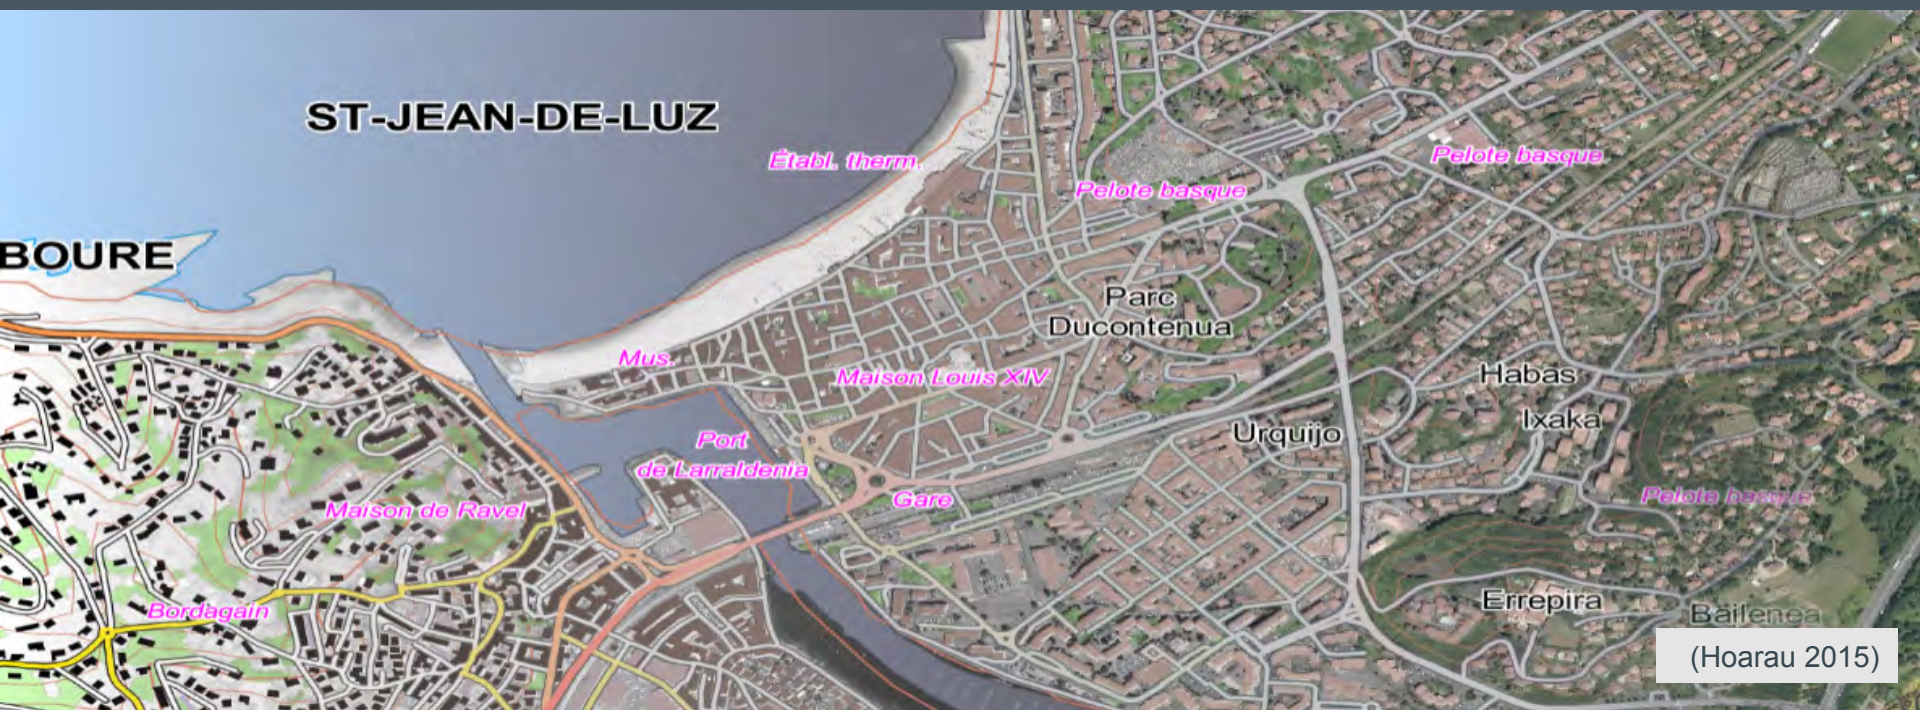 ST-JEAN-DE-LUZ
Établ. therm.
Pelote basque
Pelote basque
BOURE
Parc
Ducontenua
Mus.
Maison Louis XIV
Habas
Ixaka
Urquijo
Port
de Larraldenia
Gare
Pelote basque
Maison de Ravel
Bordagain
Errepira
Bailenea
(Hoarau 2015)